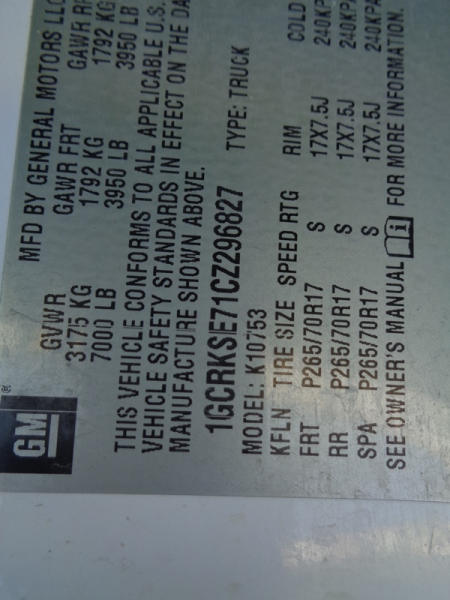 GM ®
MFD BY GENERAL MOTORS LLC
GVWR GAWR FRT GAWR RR
3175 KG 1792 KG 1792 KG
7000 LB 3950 LB 3950 LB
THIS VEHICLE CONFORMS TO ALL APPLICABLE U.S.
VEHICLE SAFETY STANDARDS IN EFFECT ON THE DA
MANUFACTURE SHOWN ABOVE.
1GCRKSE71CZ296827 TYPE: TRUCK
MODEL: K10753
KFLN TIRE SIZE SPEED RTG RIM COLD
FRT P265/70R17 S 17X7.5J 240KPA
RR P265/70R17 S 17X7.5J 240KPA
SPA P265/70R17 S 17X7.5J 240KPA
SEE OWNER'S MANUAL FOR MORE INFORMATION.